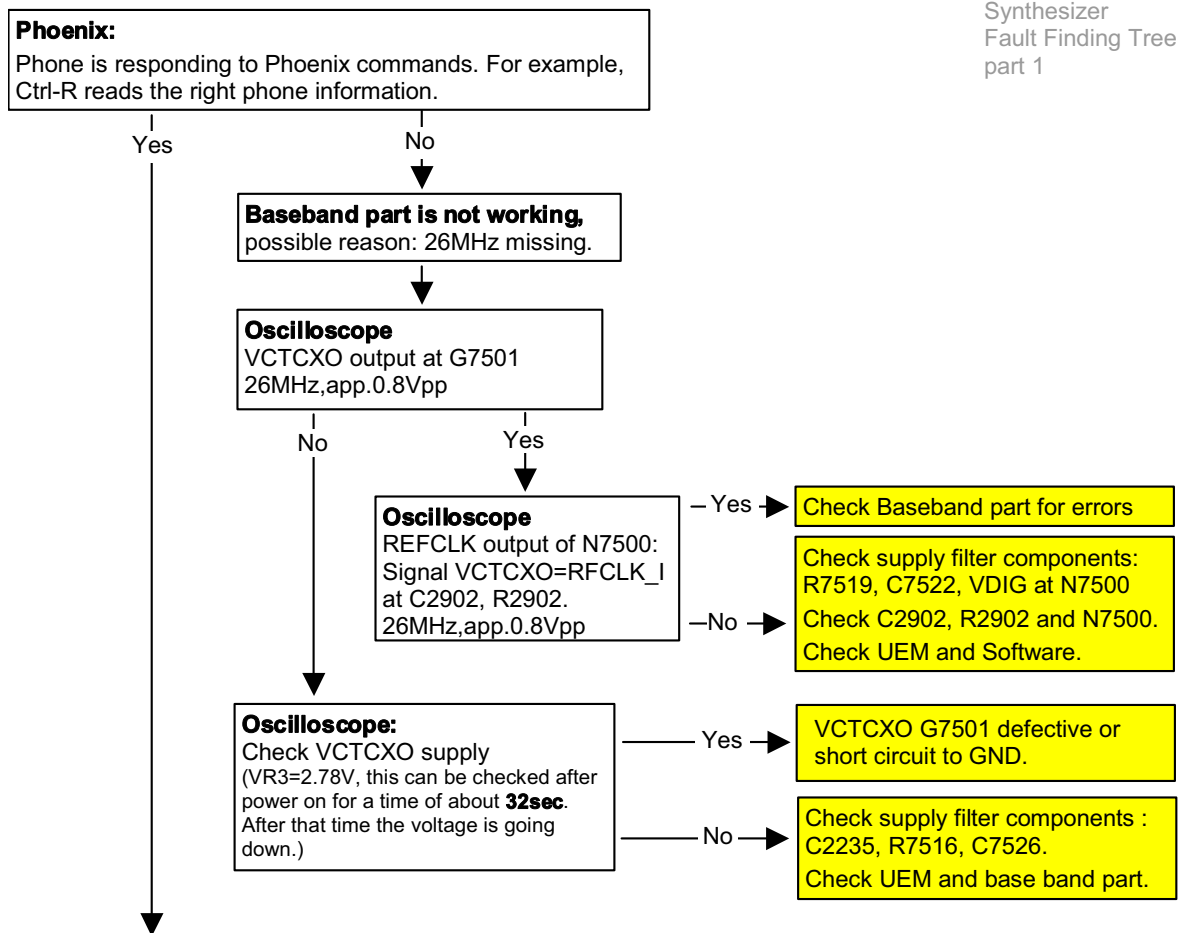 Synthesizer
Fault Finding Tree
part 1
Phoenix:
Phone is responding to Phoenix commands. For example,
Ctrl-R reads the right phone information.
Yes
No
Baseband part is not working,
possible reason: 26MHz missing.
Oscilloscope
VCTCXO output at G7501
26MHz,app.0.8Vpp
No
Yes
Oscilloscope
REFCLK output of N7500:
Signal VCTCXO=RFCLK_I
at C2902, R2902.
26MHz,app.0.8Vpp
Yes
Check Baseband part for errors
No
Check supply filter components:
R7519, C7522, VDIG at N7500
Check C2902, R2902 and N7500.
Check UEM and Software.
Oscilloscope:
Check VCTCXO supply
(VR3=2.78V, this can be checked after
power on for a time of about 32sec.
After that time the voltage is going
down.)
Yes
VCTCXO G7501 defective or
short circuit to GND.
No
Check supply filter components :
C2235, R7516, C7526.
Check UEM and base band part.